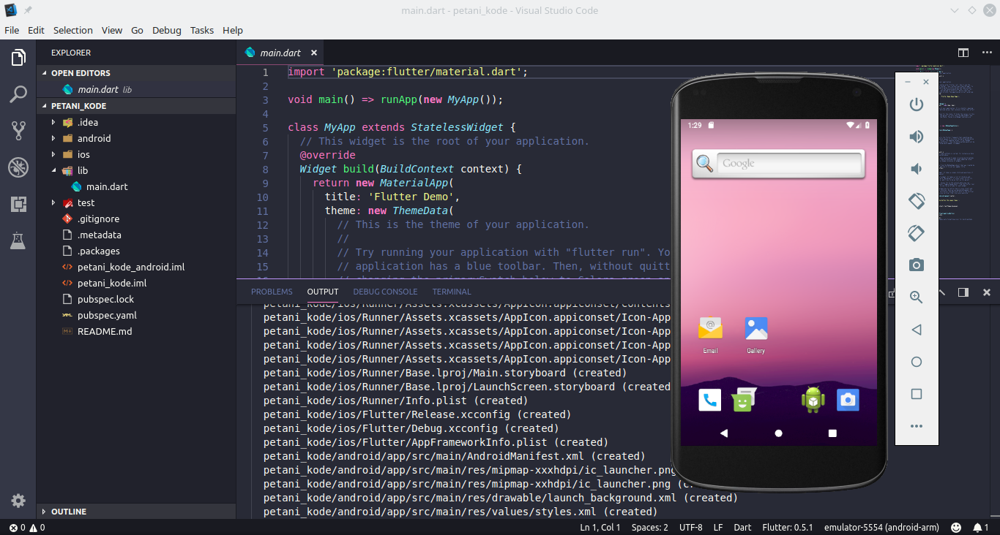 main.dart - petani_kode - Visual Studio Code
File Edit Selection View Go Debug Tasks Help
EXPLORER
OPEN EDITORS
main.dart lib
PETANI_KODE
.idea
android
ios
lib
main.dart
test
.gitignore
.metadata
.packages
petani_kode_android.iml
petani_kode.iml
pubspec.lock
pubspec.yaml
README.md
OUTLINE
main.dart
1 import 'package:flutter/material.dart';
2
3 void main() => runApp(new MyApp());
4
5 class MyApp extends StatelessWidget {
6 // This widget is the root of your application.
7 @override
8 Widget build(BuildContext context) {
9 return new MaterialApp(
10 title: 'Flutter Demo',
11 theme: new ThemeData(
12 // This is the theme of your application.
13 //
14 // Try running your application with "flutter run". Yo
15 // application has a blue toolbar. Then, without quitt
PROBLEMS OUTPUT DEBUG CONSOLE TERMINAL
petani_kode/ios/Runner/Assets.xcassets/AppIcon.appiconset/Contents
petani_kode/ios/Runner/Assets.xcassets/AppIcon.appiconset/Icon-App
petani_kode/ios/Runner/Assets.xcassets/AppIcon.appiconset/Icon-App
petani_kode/ios/Runner/Assets.xcassets/AppIcon.appiconset/Icon-App
petani_kode/ios/Runner/Assets.xcassets/AppIcon.appiconset/Icon-App
petani_kode/ios/Runner/Base.lproj/Main.storyboard (created)
petani_kode/ios/Runner/Base.lproj/LaunchScreen.storyboard (created
petani_kode/ios/Runner/Info.plist (created)
petani_kode/ios/Flutter/Release.xcconfig (created)
petani_kode/ios/Flutter/Debug.xcconfig (created)
petani_kode/ios/Flutter/AppFrameworkInfo.plist (created)
petani_kode/android/app/src/main/AndroidManifest.xml (created)
petani_kode/android/app/src/main/res/mipmap-xxxhdpi/ic_launcher.png
petani_kode/android/app/src/main/res/mipmap-xxhdpi/ic_launcher.png (c
petani_kode/android/app/src/main/res/drawable/launch_background.xml (created)
petani_kode/android/app/src/main/res/values/styles.xml (created)
1:29
Google
Email Gallery
0 0 Ln 1, Col 1 Spaces: 2 UTF-8 LF Dart Flutter: 0.5.1 emulator-5554 (android-arm) 1